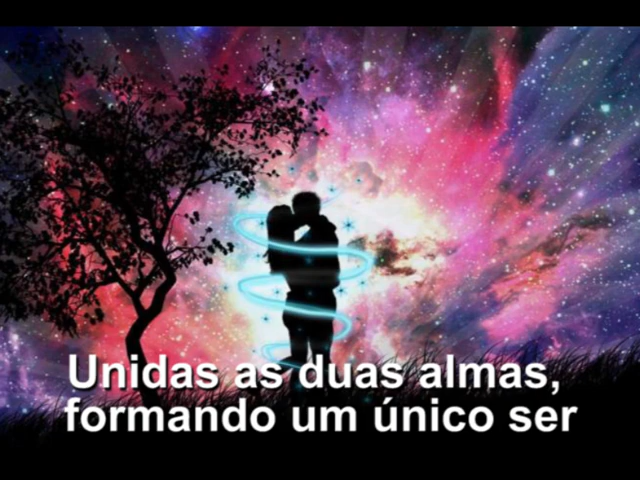 Unidas as duas almas,
formando um único ser